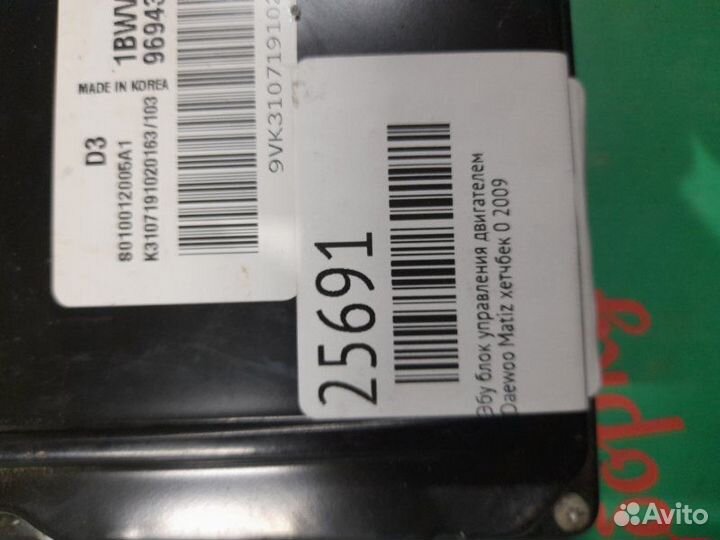 1BWV
96943
MADE IN KOREA
D3
S010012005A1
K3107191020163/103
9VK310719102
25691
Эбу блок управления двигателем
Daewoo Matiz хетчбек 0 2009
Avito